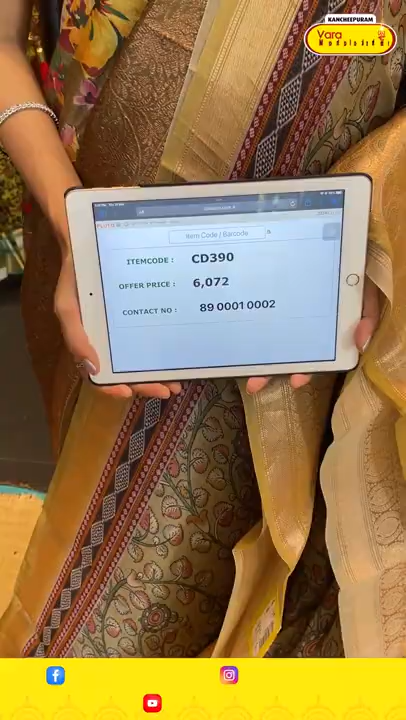 KANCHEEPURAM
Vara
Item Code / Barcode
ITEMCODE : CD390
OFFER PRICE : 6,072
CONTACT NO : 89 0001 0002